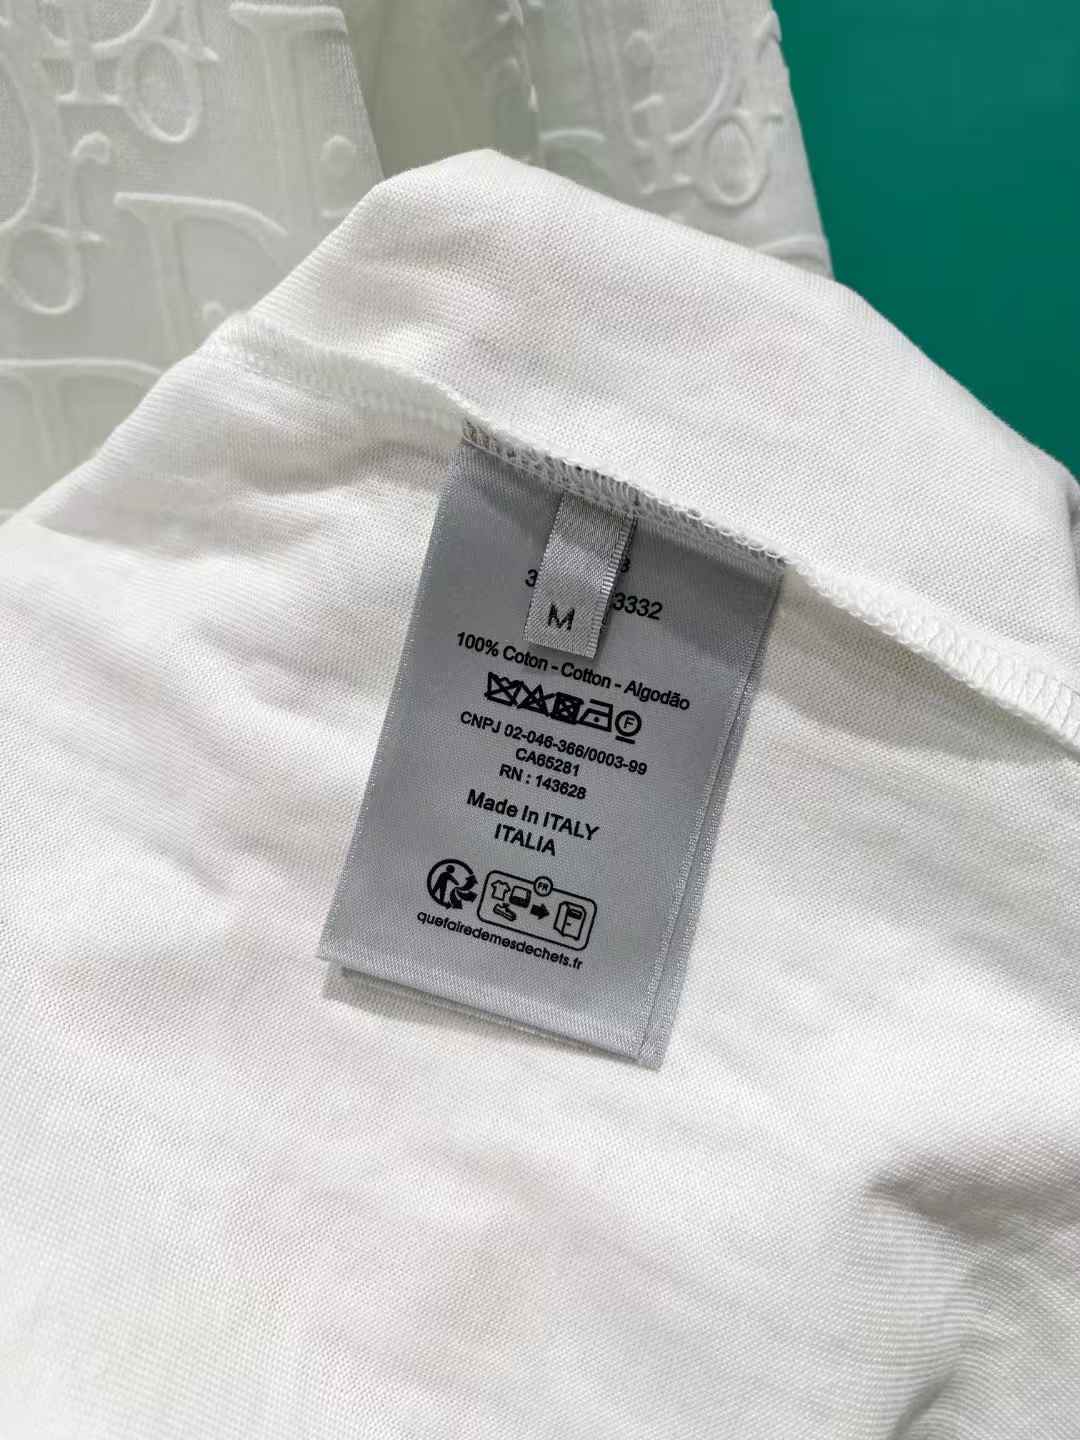 3332
M
100% Coton - Cotton - Algodão
F
CNPJ 02-046-366/0003-99
CA65281
RN : 143628
Made In ITALY
ITALIA
FR
quefairedemesdechets.fr